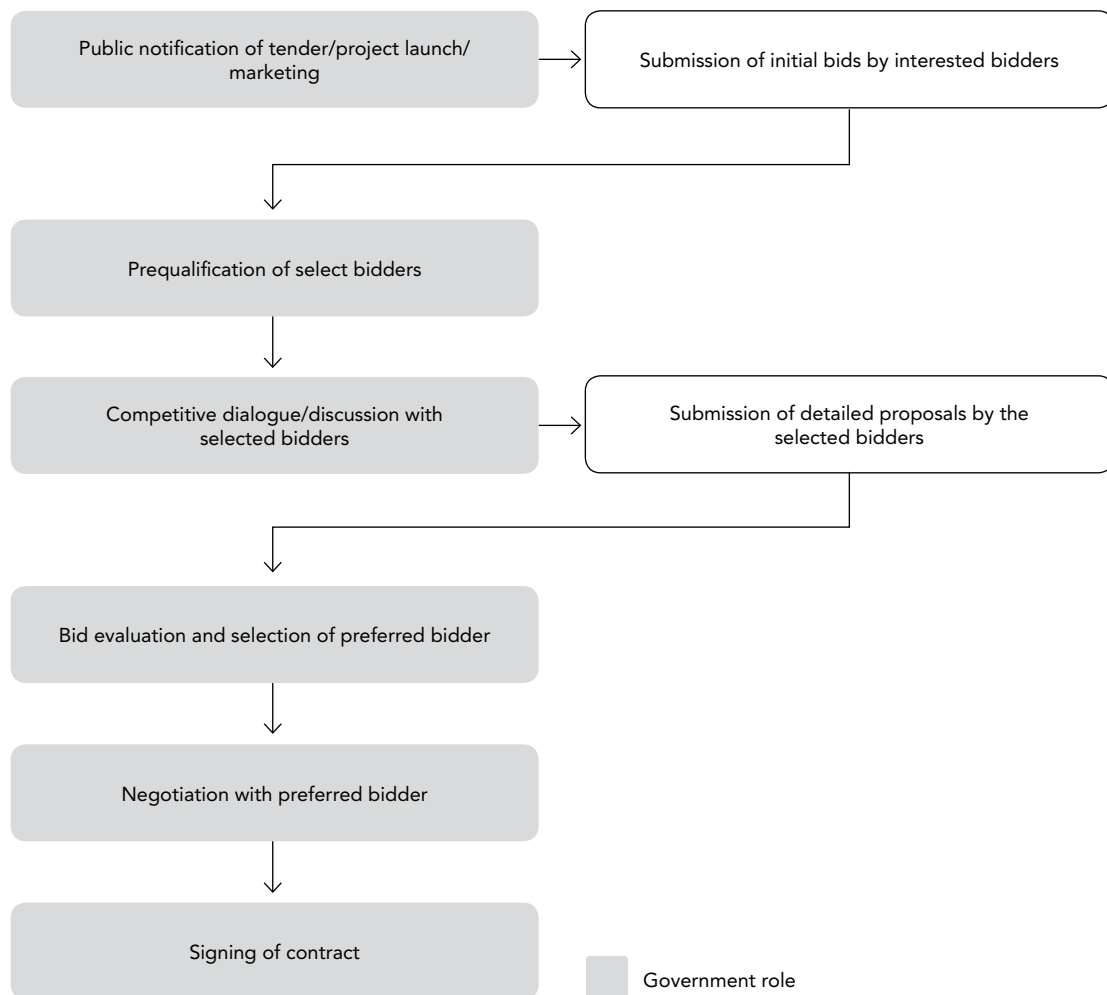 Public notification of tender/project launch/
marketing
Submission of initial bids by interested bidders
Prequalification of select bidders
Competitive dialogue/discussion with
selected bidders
Submission of detailed proposals by the
selected bidders
Bid evaluation and selection of preferred bidder
Negotiation with preferred bidder
Signing of contract
Government role